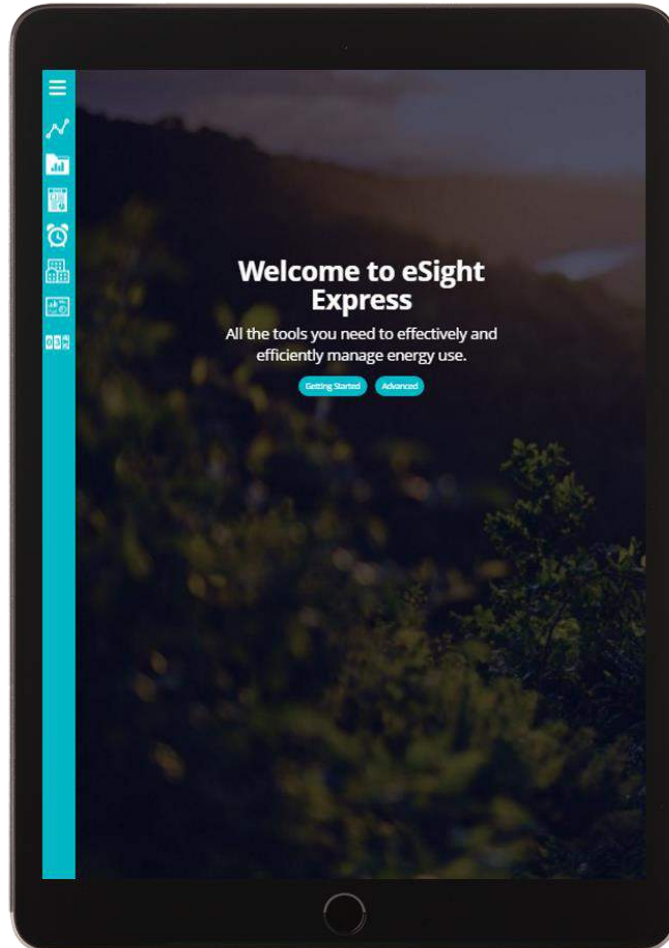 Welcome to eSight
Express
All the tools you need to effectively and
efficiently manage energy use.
Getting Started
Advanced